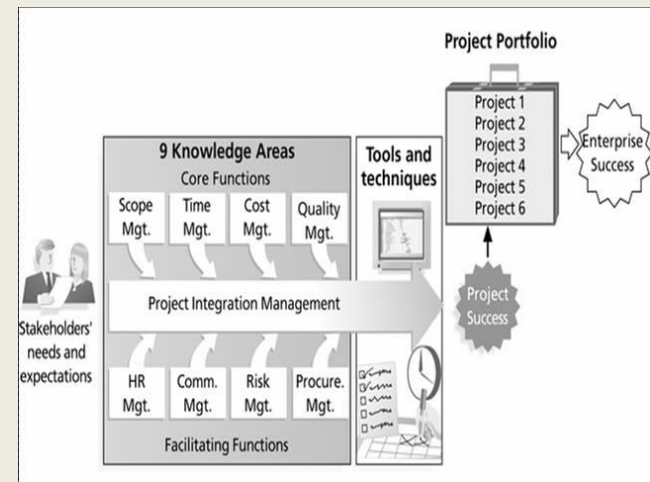 Project Portfolio
Project 1
Project 2
Project 3
Project 4
Project 5
Project 6
Enterprise
Success
9 Knowledge Areas
Core Functions
Tools and
techniques
Scope
Mgt.
Time
Mgt.
Cost
Mgt.
Quality
Mgt.
Project Integration Management
Project
Success
Stakeholders'
needs and
expectations
HR
Mgt.
Comm.
Mgt.
Risk
Mgt.
Procure.
Mgt.
Facilitating Functions